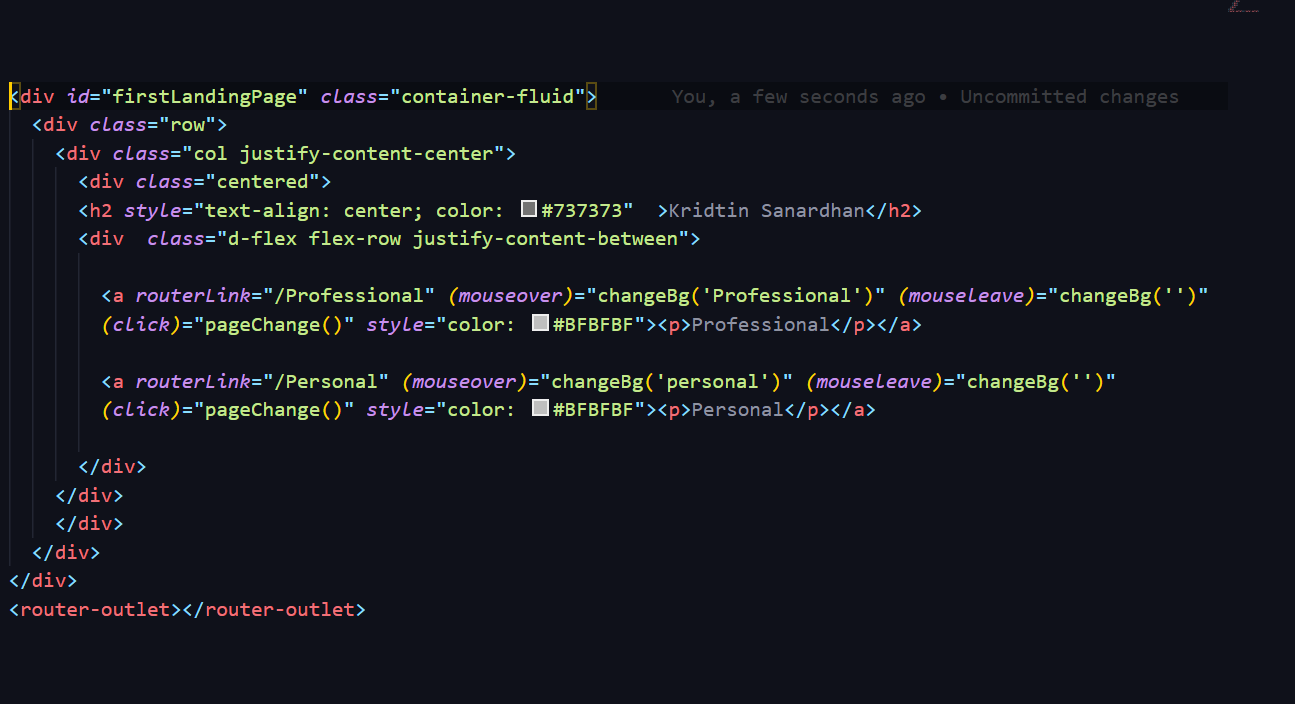 <div id="firstLandingPage" class="container-fluid"> You, a few seconds ago • Uncommitted changes
<div class="row">
<div class="col justify-content-center">
<div class="centered">
<h2 style="text-align: center; color: #737373"  >Kridtin Sanardhan</h2>
<div  class="d-flex flex-row justify-content-between">
<a routerLink="/Professional" (mouseover)="changeBg('Professional')" (mouseleave)="changeBg('')"
(click)="pageChange()" style="color: #BFBFBF"><p>Professional</p></a>
<a routerLink="/Personal" (mouseover)="changeBg('personal')" (mouseleave)="changeBg('')"
(click)="pageChange()" style="color: #BFBFBF"><p>Personal</p></a>
</div>
</div>
</div>
</div>
</div>
<router-outlet></router-outlet>